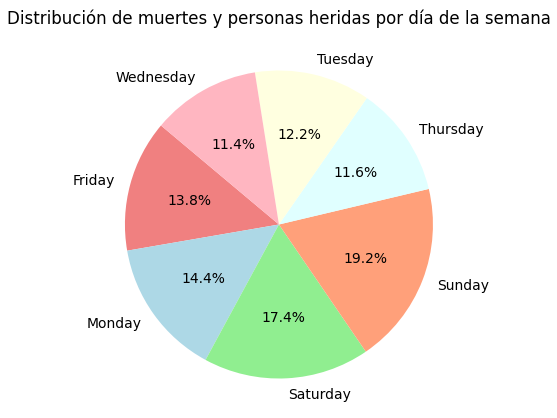 Distribución de muertes y personas heridas por día de la semana
Tuesday
Wednesday
Thursday
12.2%
11.4%
11.6%
Friday
13.8%
19.2%
14.4%
Sunday
17.4%
Monday
Saturday